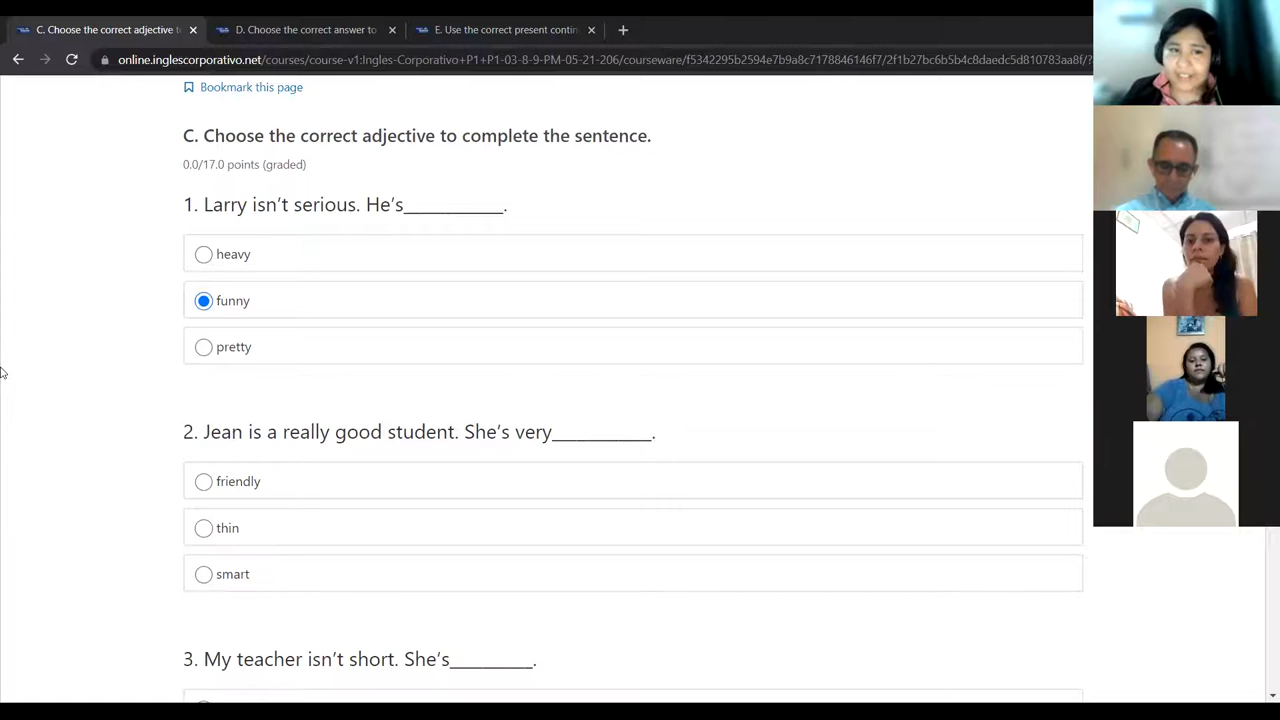 C. Choose the correct adjective t
D. Choose the correct answer to
E. Use the correct present contin
online.inglescorporativo.net/courses/course-v1:Ingles-Corporativo+P1+P1-03-8-9-PM-05-21-206/courseware/f5342295b2594e7b9a8c7178846146f7/2f1b27bc6b5b4c8daedc5d810783aa8f/?
Bookmark this page
C. Choose the correct adjective to complete the sentence.
0.0/17.0 points (graded)
1. Larry isn’t serious. He’s___________.
heavy
funny
pretty
2. Jean is a really good student. She’s very___________.
friendly
thin
smart
3. My teacher isn’t short. She’s_________.